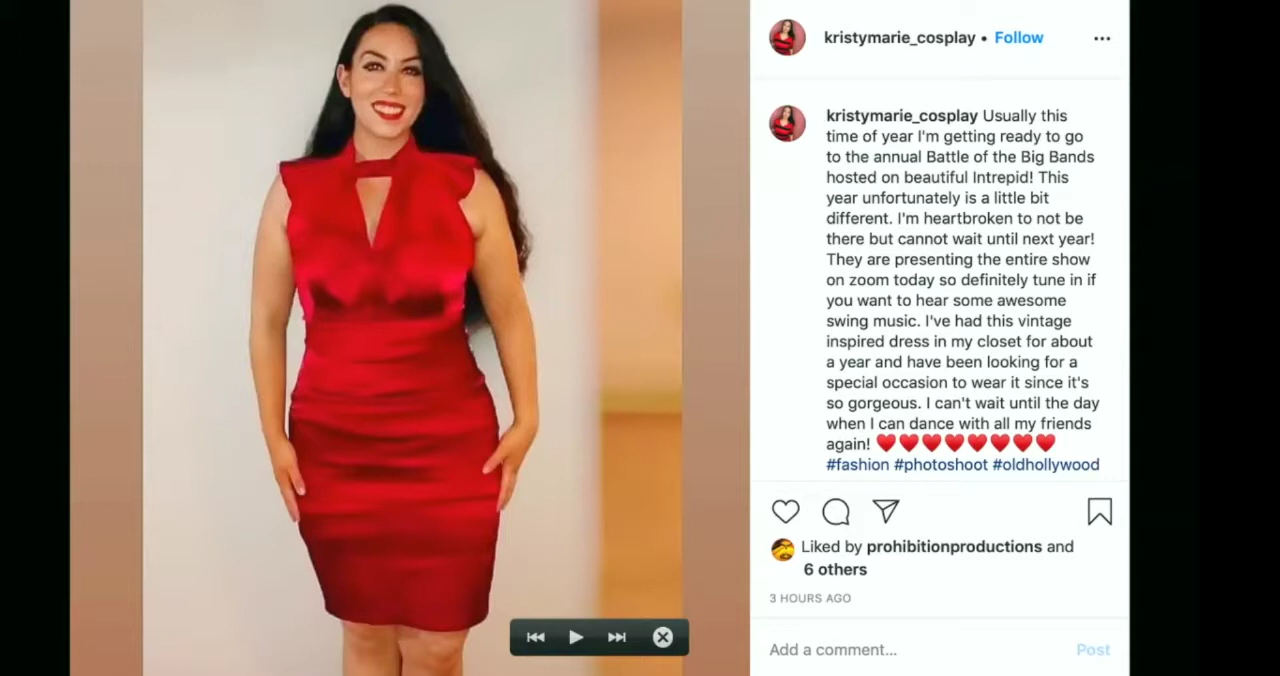 kristymarie_cosplay • Follow
kristymarie_cosplay Usually this
time of year I'm getting ready to go
to the annual Battle of the Big Bands
hosted on beautiful Intrepid! This
year unfortunately is a little bit
different. I'm heartbroken to not be
there but cannot wait until next year!
They are presenting the entire show
on zoom today so definitely tune in if
you want to hear some awesome
swing music. I've had this vintage
inspired dress in my closet for about
a year and have been looking for a
special occasion to wear it since it's
so gorgeous. I can't wait until the day
when I can dance with all my friends
again! ♥️♥️♥️♥️♥️♥️♥️♥️
#fashion #photoshoot #oldhollywood
Liked by prohibitionproductions and
6 others
3 HOURS AGO
Add a comment... Post